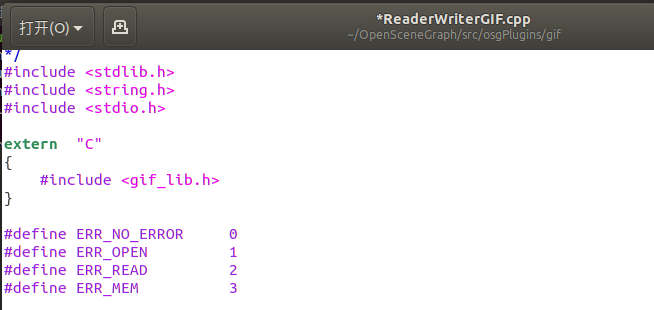 打开(O)
*ReaderWriterGIF.cpp
~/OpenSceneGraph/src/osgPlugins/gif
*/
#include <stdlib.h>
#include <string.h>
#include <stdio.h>
extern  "C"
{
    #include <gif_lib.h>
}
#define ERR_NO_ERROR     0
#define ERR_OPEN         1
#define ERR_READ         2
#define ERR_MEM          3